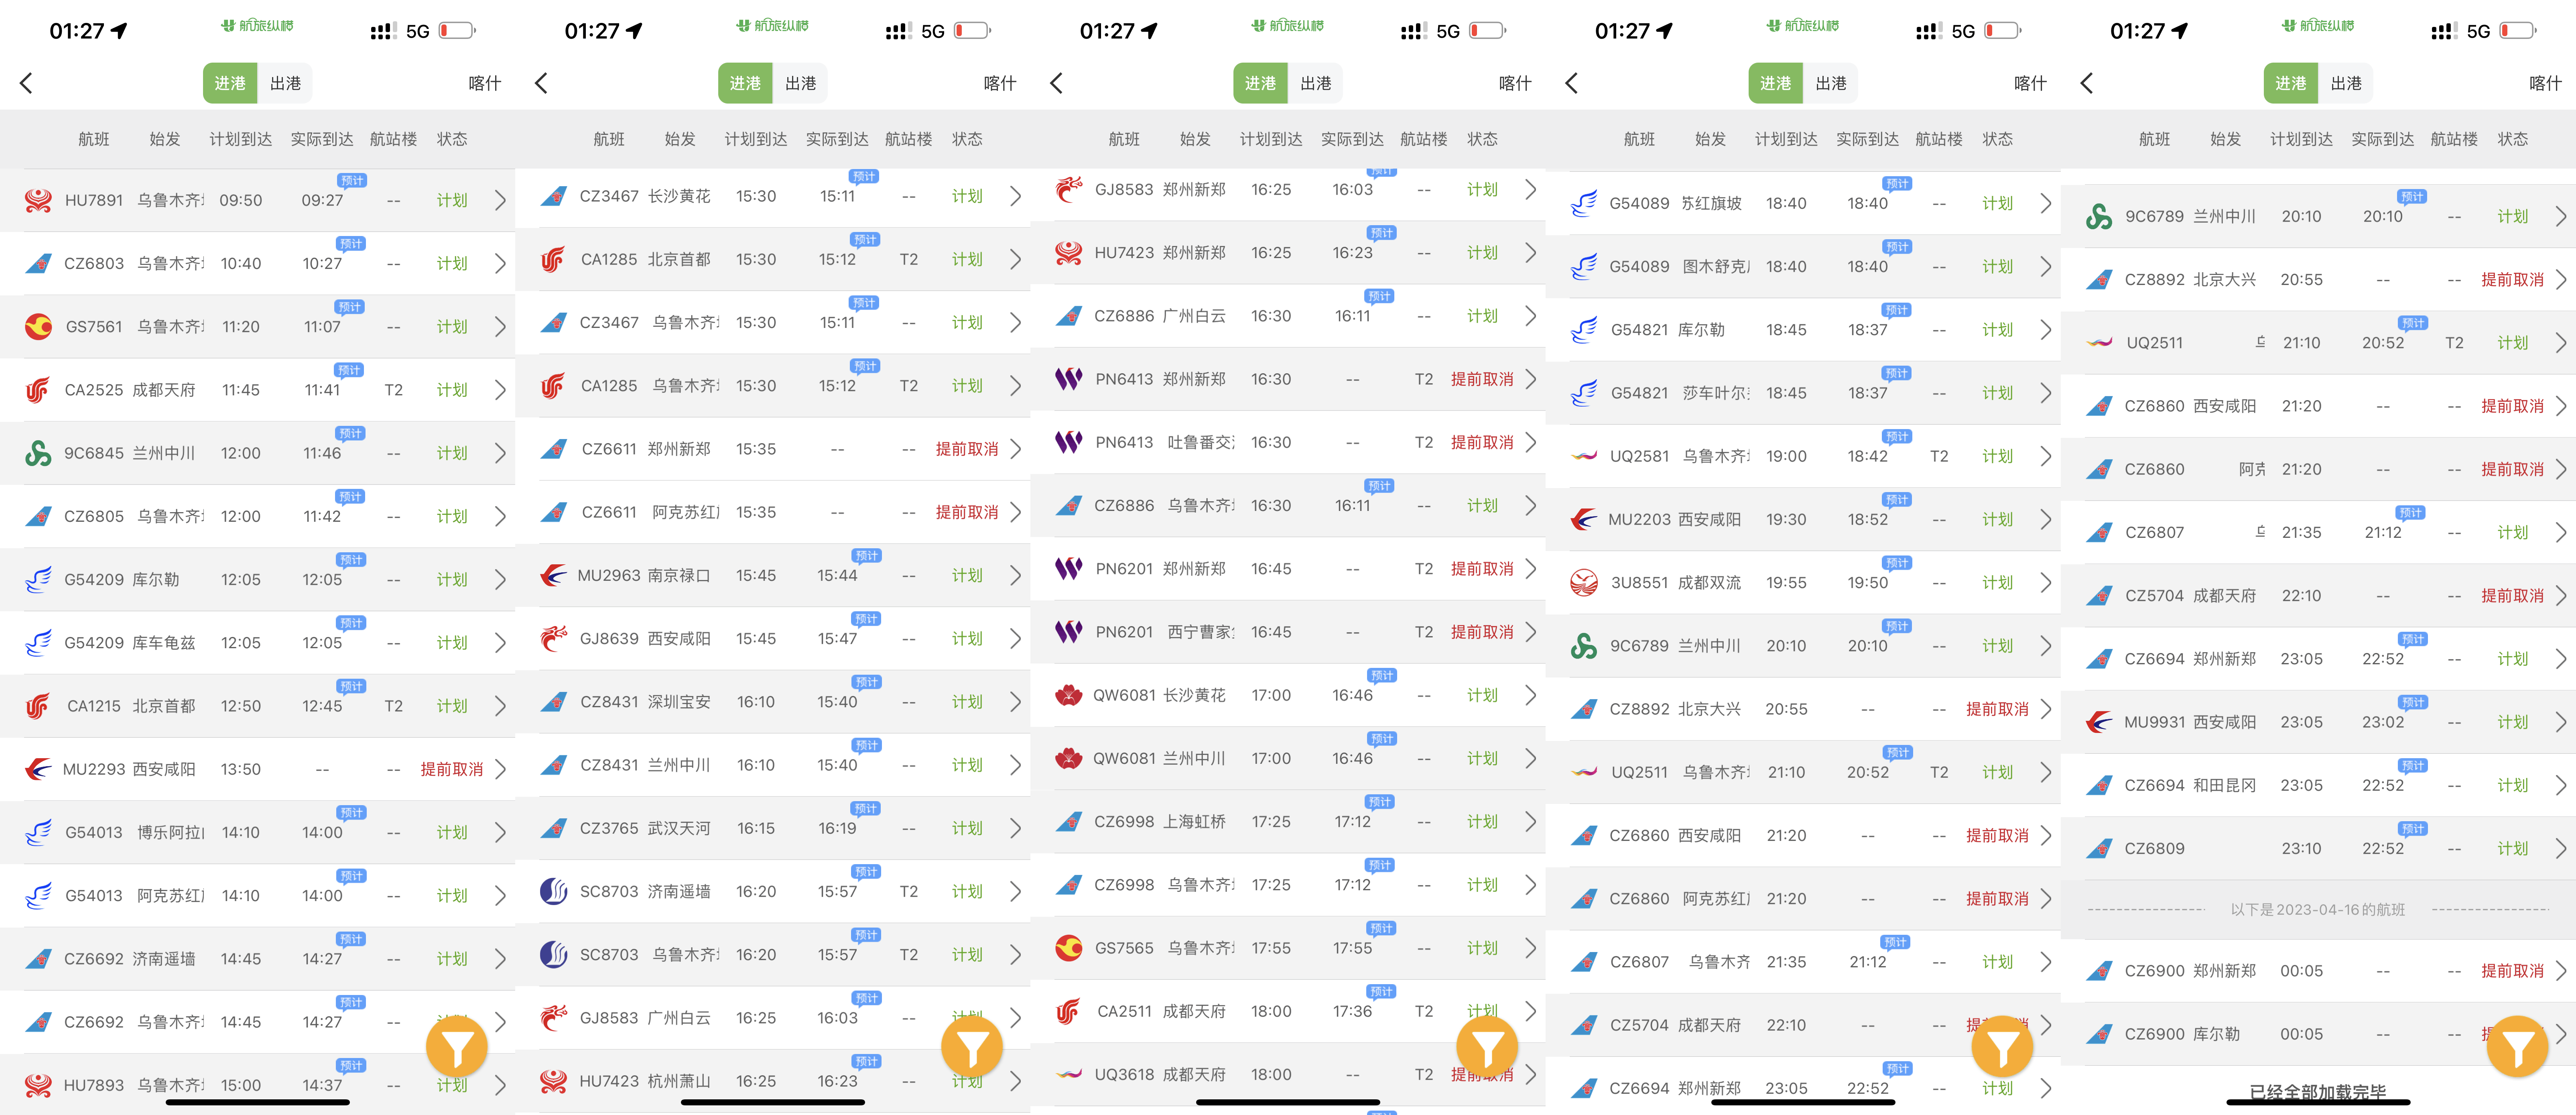 01:27 航旅纵横 5G
进港 出港 喀什
航班 始发 计划到达 实际到达 航站楼 状态
预计
HU7891 乌鲁木齐 09:50 09:27 -- 计划
预计
CZ6803 乌鲁木齐 10:40 10:27 -- 计划
预计
GS7561 乌鲁木齐 11:20 11:07 -- 计划
预计
CA2525 成都天府 11:45 11:41 T2 计划
预计
9C6845 兰州中川 12:00 11:46 -- 计划
预计
CZ6805 乌鲁木齐 12:00 11:42 -- 计划
预计
G54209 库尔勒 12:05 12:05 -- 计划
预计
G54209 库车龟兹 12:05 12:05 -- 计划
预计
CA1215 北京首都 12:50 12:45 T2 计划
MU2293 西安咸阳 13:50 -- -- 提前取消
预计
G54013 博乐阿拉 14:10 14:00 -- 计划
预计
G54013 阿克苏红 14:10 14:00 -- 计划
预计
CZ6692 济南遥墙 14:45 14:27 -- 计划
预计
CZ6692 乌鲁木齐 14:45 14:27 -- 计划
预计
HU7893 乌鲁木齐 15:00 14:37 -- 计划
01:27 航旅纵横 5G
进港 出港 喀什
航班 始发 计划到达 实际到达 航站楼 状态
预计
CZ3467 长沙黄花 15:30 15:11 -- 计划
预计
CA1285 北京首都 15:30 15:12 T2 计划
预计
CZ3467 乌鲁木齐 15:30 15:11 -- 计划
预计
CA1285 乌鲁木齐 15:30 15:12 T2 计划
CZ6611 郑州新郑 15:35 -- -- 提前取消
CZ6611 阿克苏红 15:35 -- -- 提前取消
预计
MU2963 南京禄口 15:45 15:44 -- 计划
预计
GJ8639 西安咸阳 15:45 15:47 -- 计划
预计
CZ8431 深圳宝安 16:10 15:40 -- 计划
预计
CZ8431 兰州中川 16:10 15:40 -- 计划
预计
CZ3765 武汉天河 16:15 16:19 -- 计划
预计
SC8703 济南遥墙 16:20 15:57 T2 计划
预计
SC8703 乌鲁木齐 16:20 15:57 T2 计划
预计
GJ8583 广州白云 16:25 16:03 -- 计划
预计
HU7423 杭州萧山 16:25 16:23 -- 计划
01:27 航旅纵横 5G
进港 出港 喀什
航班 始发 计划到达 实际到达 航站楼 状态
预计
GJ8583 郑州新郑 16:25 16:03 -- 计划
预计
HU7423 郑州新郑 16:25 16:23 -- 计划
预计
CZ6886 广州白云 16:30 16:11 -- 计划
PN6413 郑州新郑 16:30 -- T2 提前取消
PN6413 吐鲁番交 16:30 -- T2 提前取消
预计
CZ6886 乌鲁木齐 16:30 16:11 -- 计划
PN6201 郑州新郑 16:45 -- T2 提前取消
PN6201 西宁曹家 16:45 -- T2 提前取消
预计
QW6081 长沙黄花 17:00 16:46 -- 计划
预计
QW6081 兰州中川 17:00 16:46 -- 计划
预计
CZ6998 上海虹桥 17:25 17:12 -- 计划
预计
CZ6998 乌鲁木齐 17:25 17:12 -- 计划
预计
GS7565 乌鲁木齐 17:55 17:55 -- 计划
预计
CA2511 成都天府 18:00 17:36 T2 计划
UQ3618 成都天府 18:00 -- T2 提前取消
预计
01:27 航旅纵横 5G
进港 出港 喀什
航班 始发 计划到达 实际到达 航站楼 状态
预计
G54089 苏红旗坡 18:40 18:40 -- 计划
预计
G54089 图木舒克 18:40 18:40 -- 计划
预计
G54821 库尔勒 18:45 18:37 -- 计划
预计
G54821 莎车叶尔 18:45 18:37 -- 计划
预计
UQ2581 乌鲁木齐 19:00 18:42 T2 计划
预计
MU2203 西安咸阳 19:30 18:52 -- 计划
预计
3U8551 成都双流 19:55 19:50 -- 计划
预计
9C6789 兰州中川 20:10 20:10 -- 计划
CZ8892 北京大兴 20:55 -- -- 提前取消
预计
UQ2511 乌鲁木齐 21:10 20:52 T2 计划
CZ6860 西安咸阳 21:20 -- -- 提前取消
CZ6860 阿克苏红 21:20 -- -- 提前取消
预计
CZ6807 乌鲁木齐 21:35 21:12 -- 计划
CZ5704 成都天府 22:10 -- -- 提前取消
预计
CZ6694 郑州新郑 23:05 22:52 -- 计划
01:27 航旅纵横 5G
进港 出港 喀什
航班 始发 计划到达 实际到达 航站楼 状态
预计
9C6789 兰州中川 20:10 20:10 -- 计划
CZ8892 北京大兴 20:55 -- -- 提前取消
预计
UQ2511 21:10 20:52 T2 计划
CZ6860 西安咸阳 21:20 -- -- 提前取消
CZ6860 阿克 21:20 -- -- 提前取消
预计
CZ6807 21:35 21:12 -- 计划
CZ5704 成都天府 22:10 -- -- 提前取消
预计
CZ6694 郑州新郑 23:05 22:52 -- 计划
预计
MU9931 西安咸阳 23:05 23:02 -- 计划
预计
CZ6694 和田昆冈 23:05 22:52 -- 计划
预计
CZ6809 23:10 22:52 -- 计划
以下是2023-04-16的航班
CZ6900 郑州新郑 00:05 -- -- 提前取消
CZ6900 库尔勒 00:05 -- -- 提
已经全部加载完毕